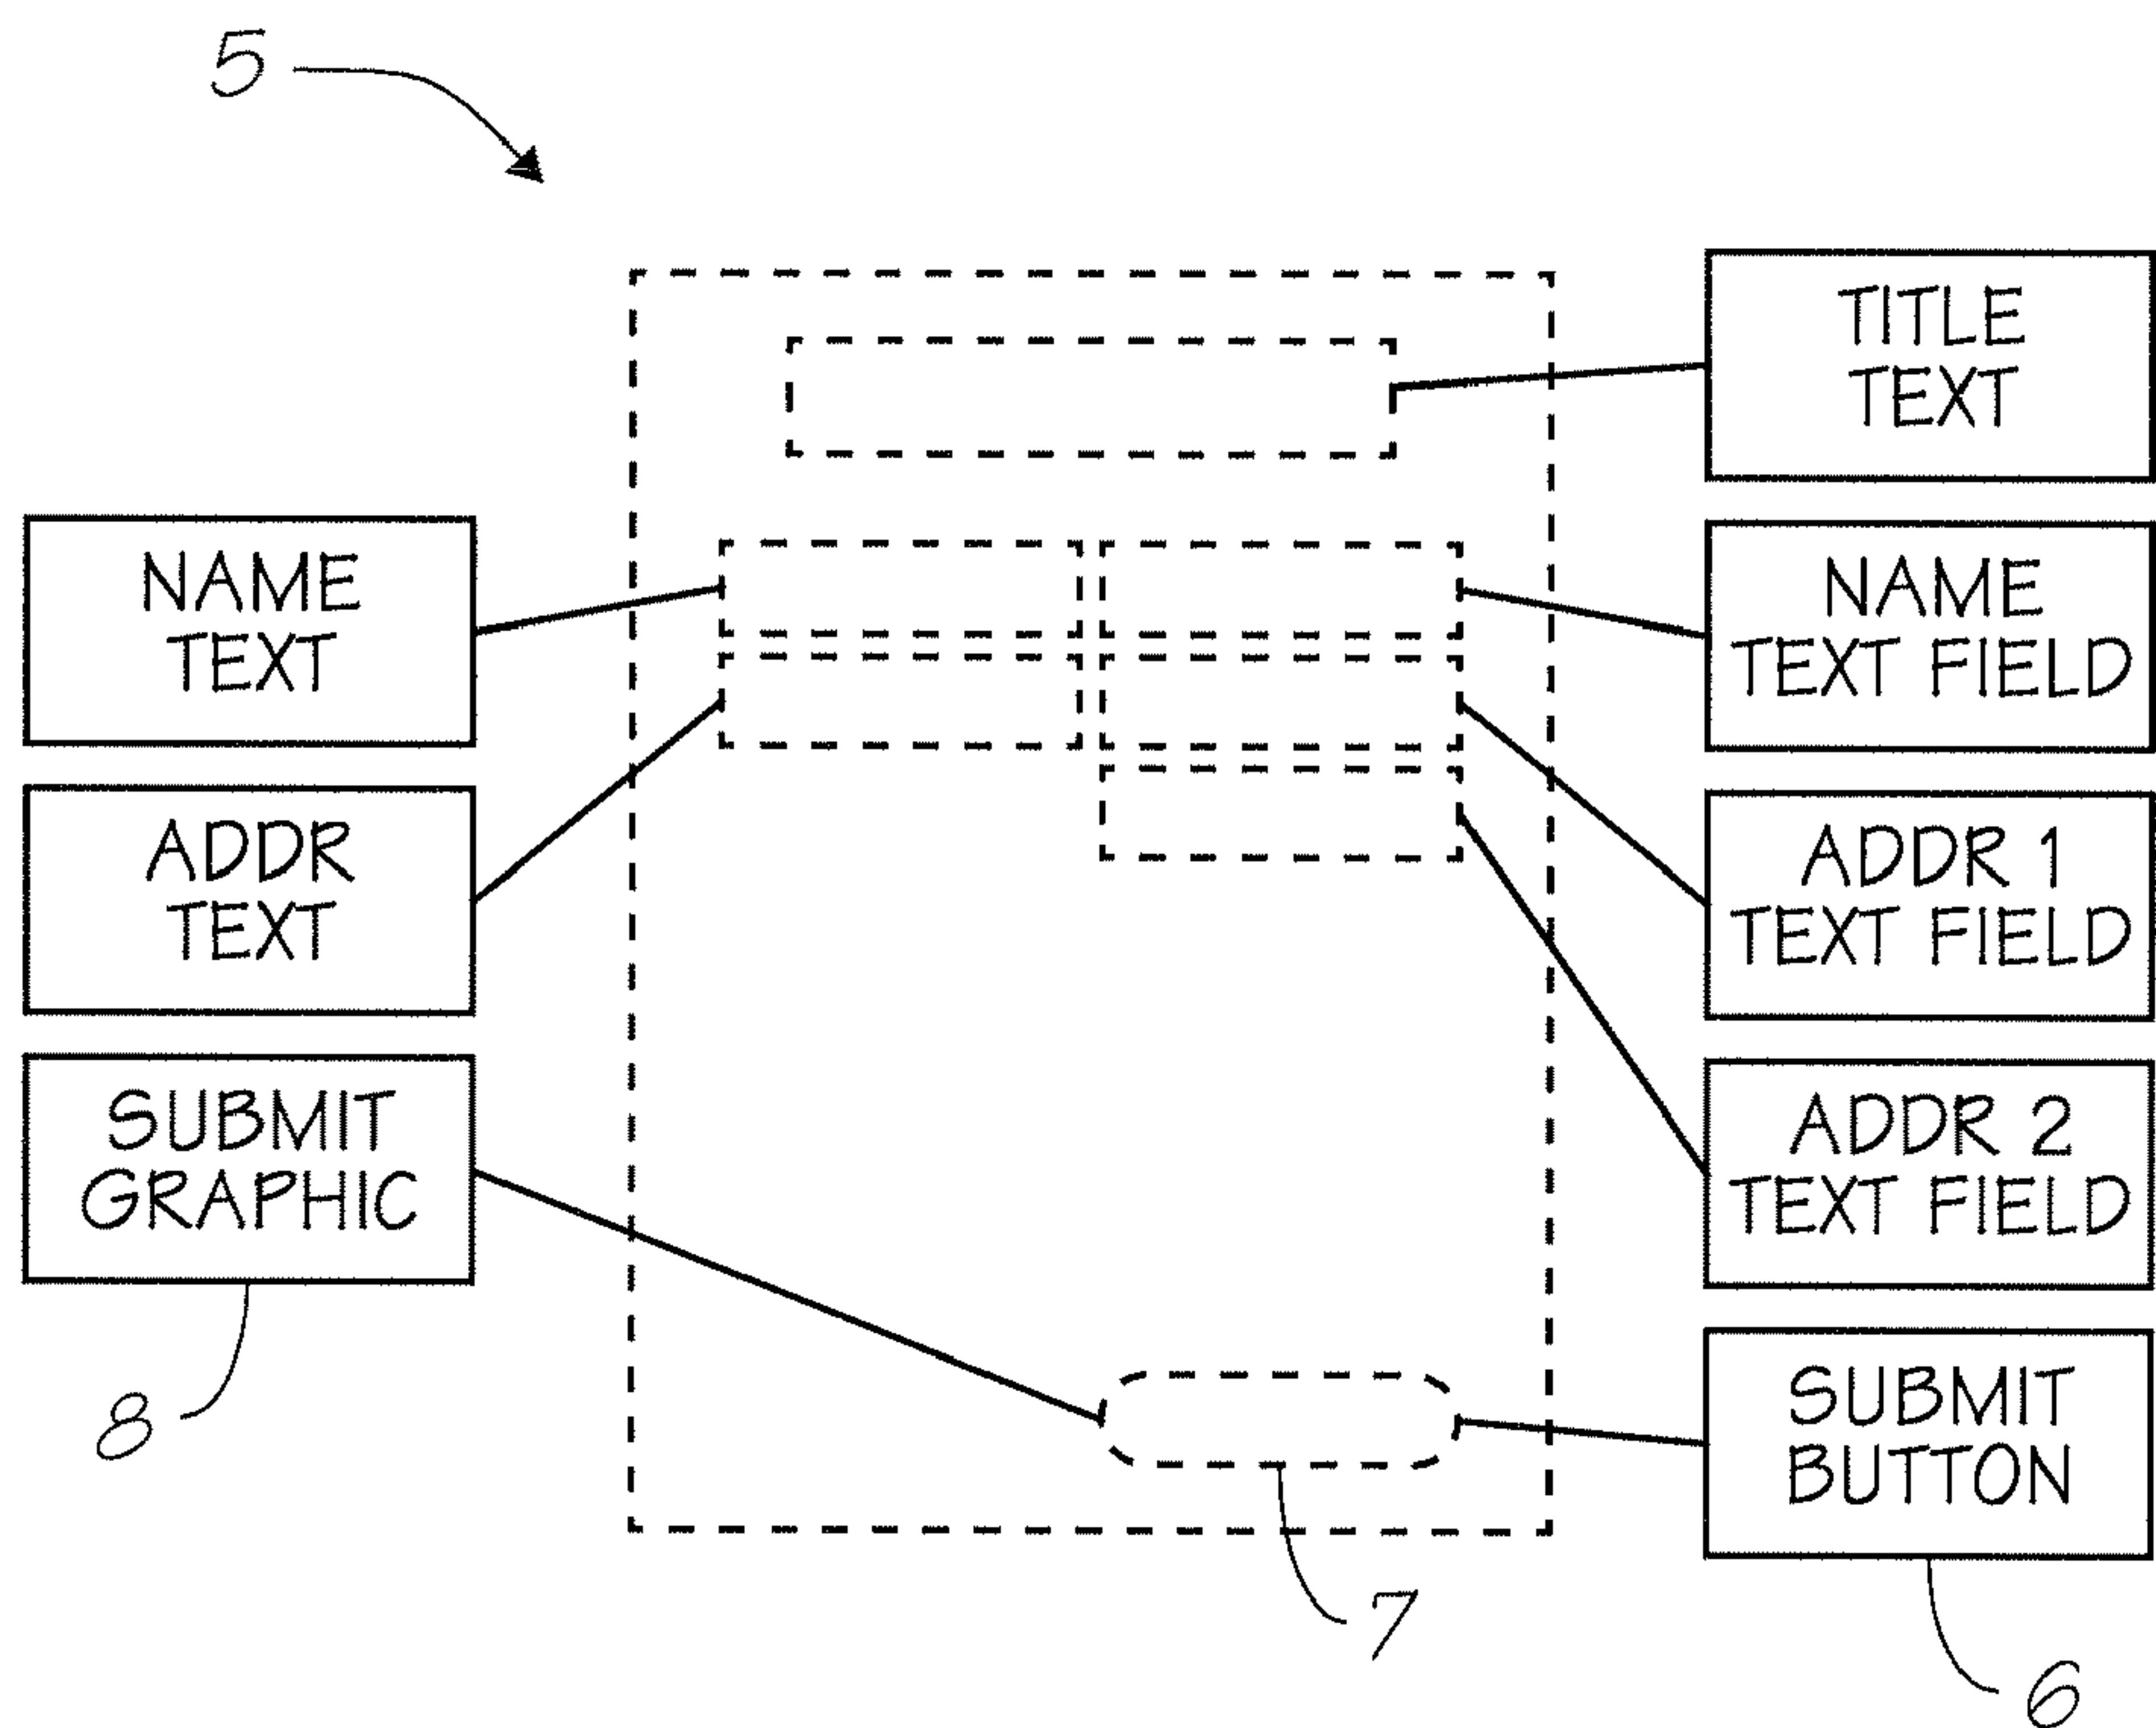 5
TITLE
TEXT
NAME
TEXT
NAME
TEXT FIELD
ADDR
TEXT
ADDR 1
TEXT FIELD
SUBMIT
GRAPHIC
ADDR 2
TEXT FIELD
SUBMIT
BUTTON
8
7
6